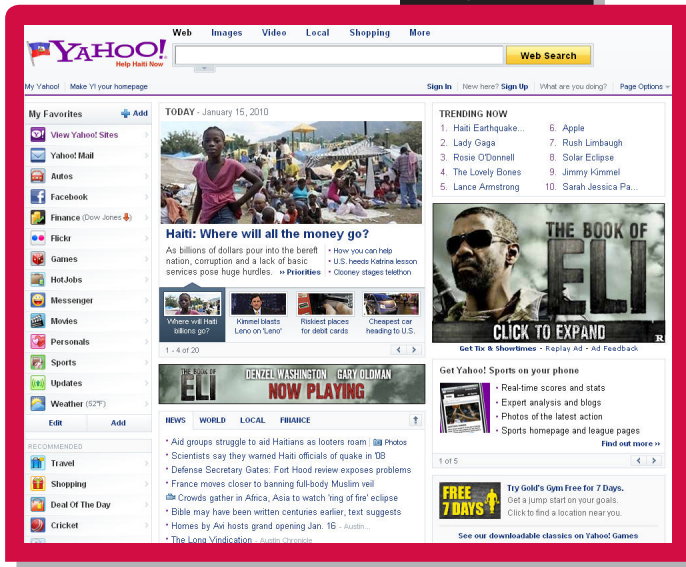 Web Images Video Local Shopping More
YAHOO!
Help Haiti Now
Web Search
My Yahoo! Make Y! your homepage
Sign In New here? Sign Up What are you doing? Page Options
My Favorites Add
View Yahoo! Sites
Yahoo! Mail
Autos
Facebook
Finance (Dow Jones)
Flickr
Games
HotJobs
Messenger
Movies
Personals
Sports
Updates
Weather (52°F)
Edit Add
RECOMMENDED
Travel
Shopping
Deal Of The Day
Cricket
TODAY - January 15, 2010
Haiti: Where will all the money go?
As billions of dollars pour into the bereft
nation, corruption and a lack of basic
services pose huge hurdles. » Priorities
• How you can help
• U.S. heeds Katrina lesson
• Clooney stages telethon
Where will Haiti
billions go?
Kimmel blasts
Leno on 'Leno'
Riskiest places
for debit cards
Cheapest car
heading to U.S.
1 - 4 of 20
THE BOOK OF
ELI
DENZEL WASHINGTON GARY OLDMAN
NOW PLAYING
NEWS WORLD LOCAL FINANCE
• Aid groups struggle to aid Haitians as looters roam | Photos
• Scientists say they warned Haiti officials of quake in '08
• Defense Secretary Gates: Fort Hood review exposes problems
• France moves closer to banning full-body Muslim veil
Crowds gather in Africa, Asia to watch 'ring of fire' eclipse
• Bible may have been written centuries earlier, text suggests
• Homes by Avi hosts grand opening Jan. 16 - Austin...
• The Long Vindication - Austin Chronicle
TRENDING NOW
1. Haiti Earthquake...
2. Lady Gaga
3. Rosie O'Donnell
4. The Lovely Bones
5. Lance Armstrong
6. Apple
7. Rush Limbaugh
8. Solar Eclipse
9. Jimmy Kimmel
10. Sarah Jessica Pa...
THE BOOK OF
ELI
CLICK TO EXPAND
R
Get Tix & Showtimes - Replay Ad - Ad Feedback
Get Yahoo! Sports on your phone
• Real-time scores and stats
• Expert analysis and blogs
• Photos of the latest action
• Sports homepage and league pages
Find out more »
1 of 5
FREE
7 DAYS
Try Gold's Gym Free for 7 Days.
Get a jump start on your goals.
Click to find a location near you.
See our downloadable classics on Yahoo! Games